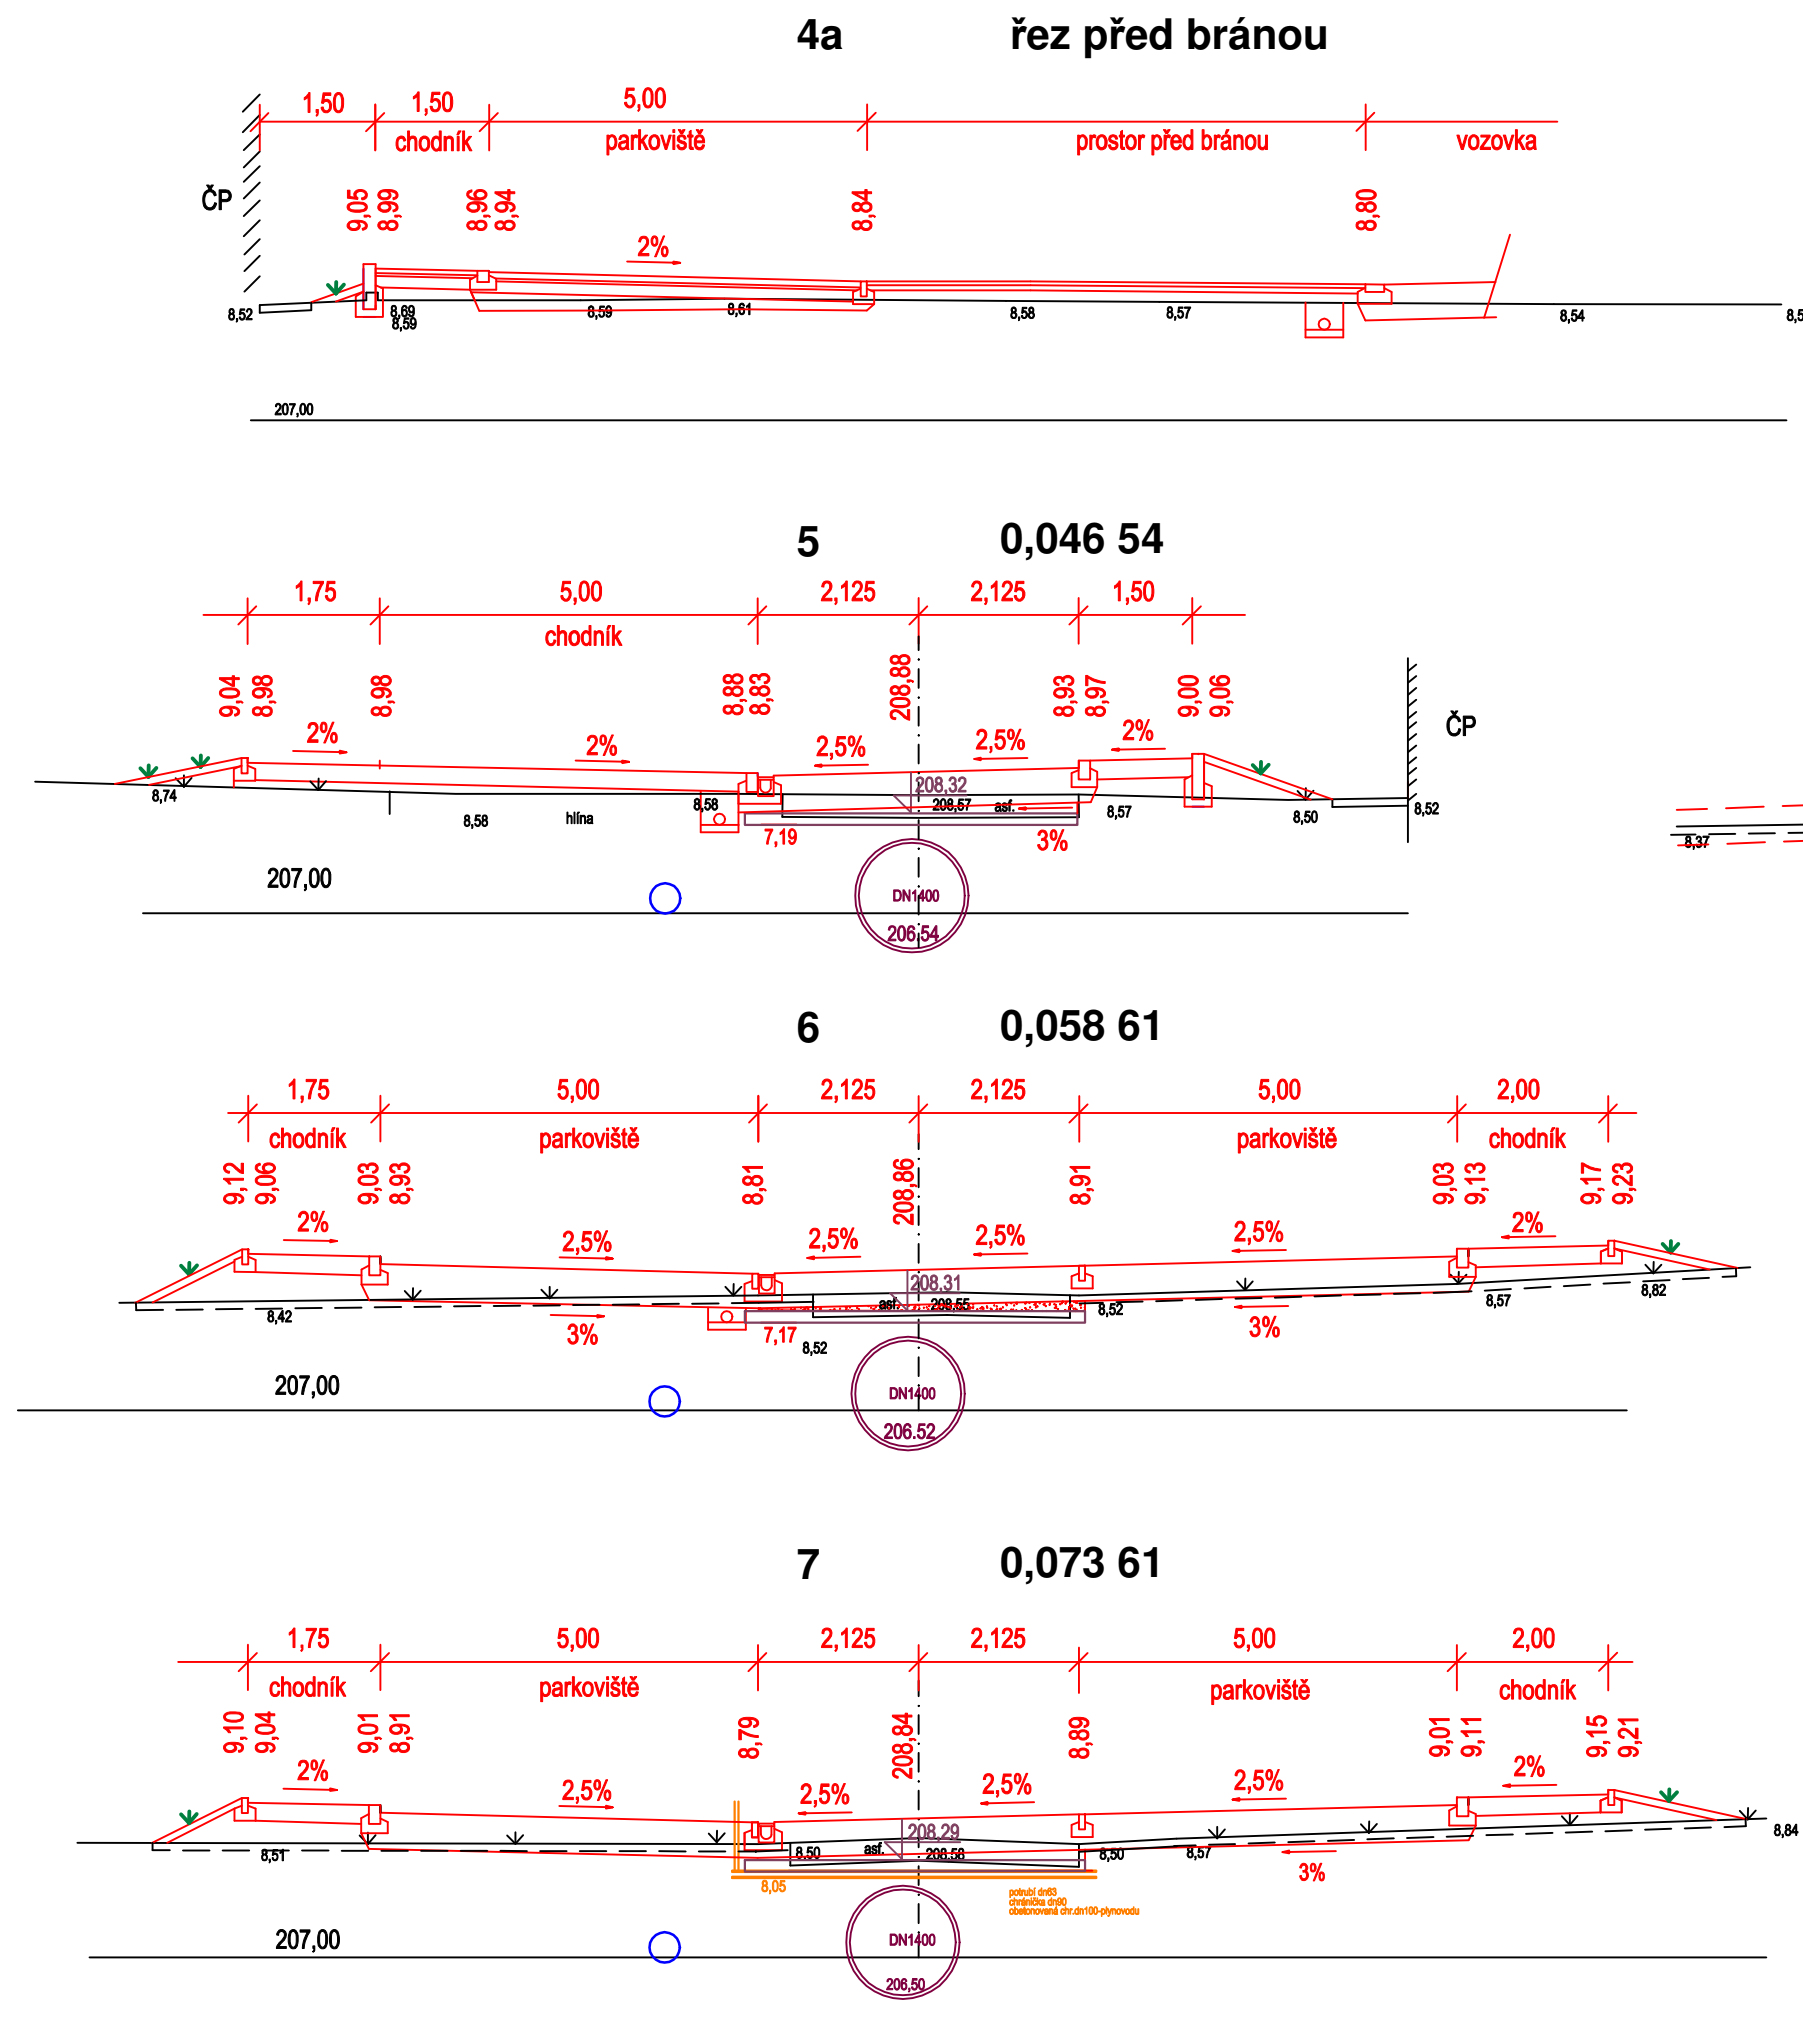 4a řez před bránou
1,50 1,50 5,00
chodník parkoviště prostor před bránou vozovka
ČP
9,05 8,99 8,96 8,94 8,84 8,80
2%
8,52 8,69 8,59 8,61 8,58 8,57 8,54
8,59
207,00
5 0,046 54
1,75 5,00 2,125 2,125 1,50
chodník
9,04 8,98 8,98 8,88 8,83 208,88 8,93 8,97 9,00 9,06
ČP
2% 2% 2,5% 2,5% 2%
208,32
8,74 8,58 208,57 asf. 8,57 8,50 8,52
8,58 hlína
7,19 3% 8,37
207,00
DN1400
206.54
6 0,058 61
1,75 5,00 2,125 2,125 5,00 2,00
chodník parkoviště parkoviště chodník
9,12 9,06 9,03 8,93 8,81 208,86 8,91 9,03 9,13 9,17 9,23
2% 2,5% 2,5% 2,5% 2,5% 2%
208,31
8,42 asf. 208,55 8,52 8,57 8,82
3% 7,17 3%
8,52
207,00
DN1400
206.52
7 0,073 61
1,75 5,00 2,125 2,125 5,00 2,00
chodník parkoviště parkoviště chodník
9,10 9,04 9,01 8,91 8,79 208,84 8,89 9,01 9,11 9,15 9,21
2% 2,5% 2,5% 2,5% 2,5% 2%
208,29
8,51 8,50 asf. 208,58 8,50 8,57 8,84
3%
8,05
potrubí dn63
chránička dn90
obetonovaná chr.dn100-plynovodu
207,00
DN1400
206,50